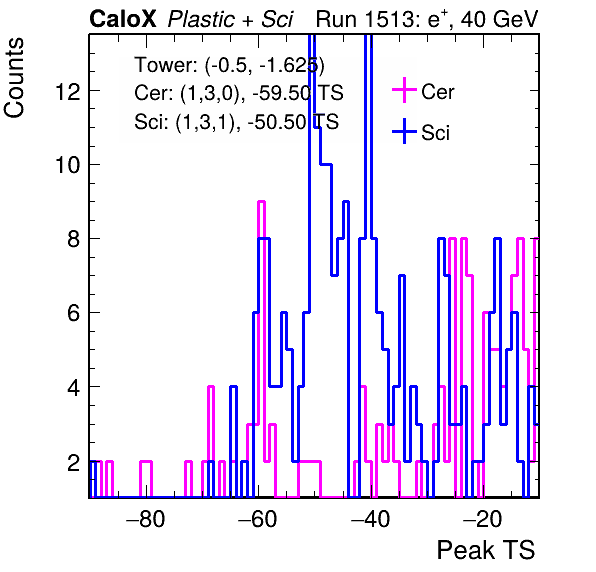 CaloX Plastic + Sci Run 1513: e+, 40 GeV
Counts
Tower: (-0.5, -1.625)
Cer: (1,3,0), -59.50 TS
Sci: (1,3,1), -50.50 TS
Cer
Sci
12
10
8
6
4
2
−80 −60 −40 −20
Peak TS